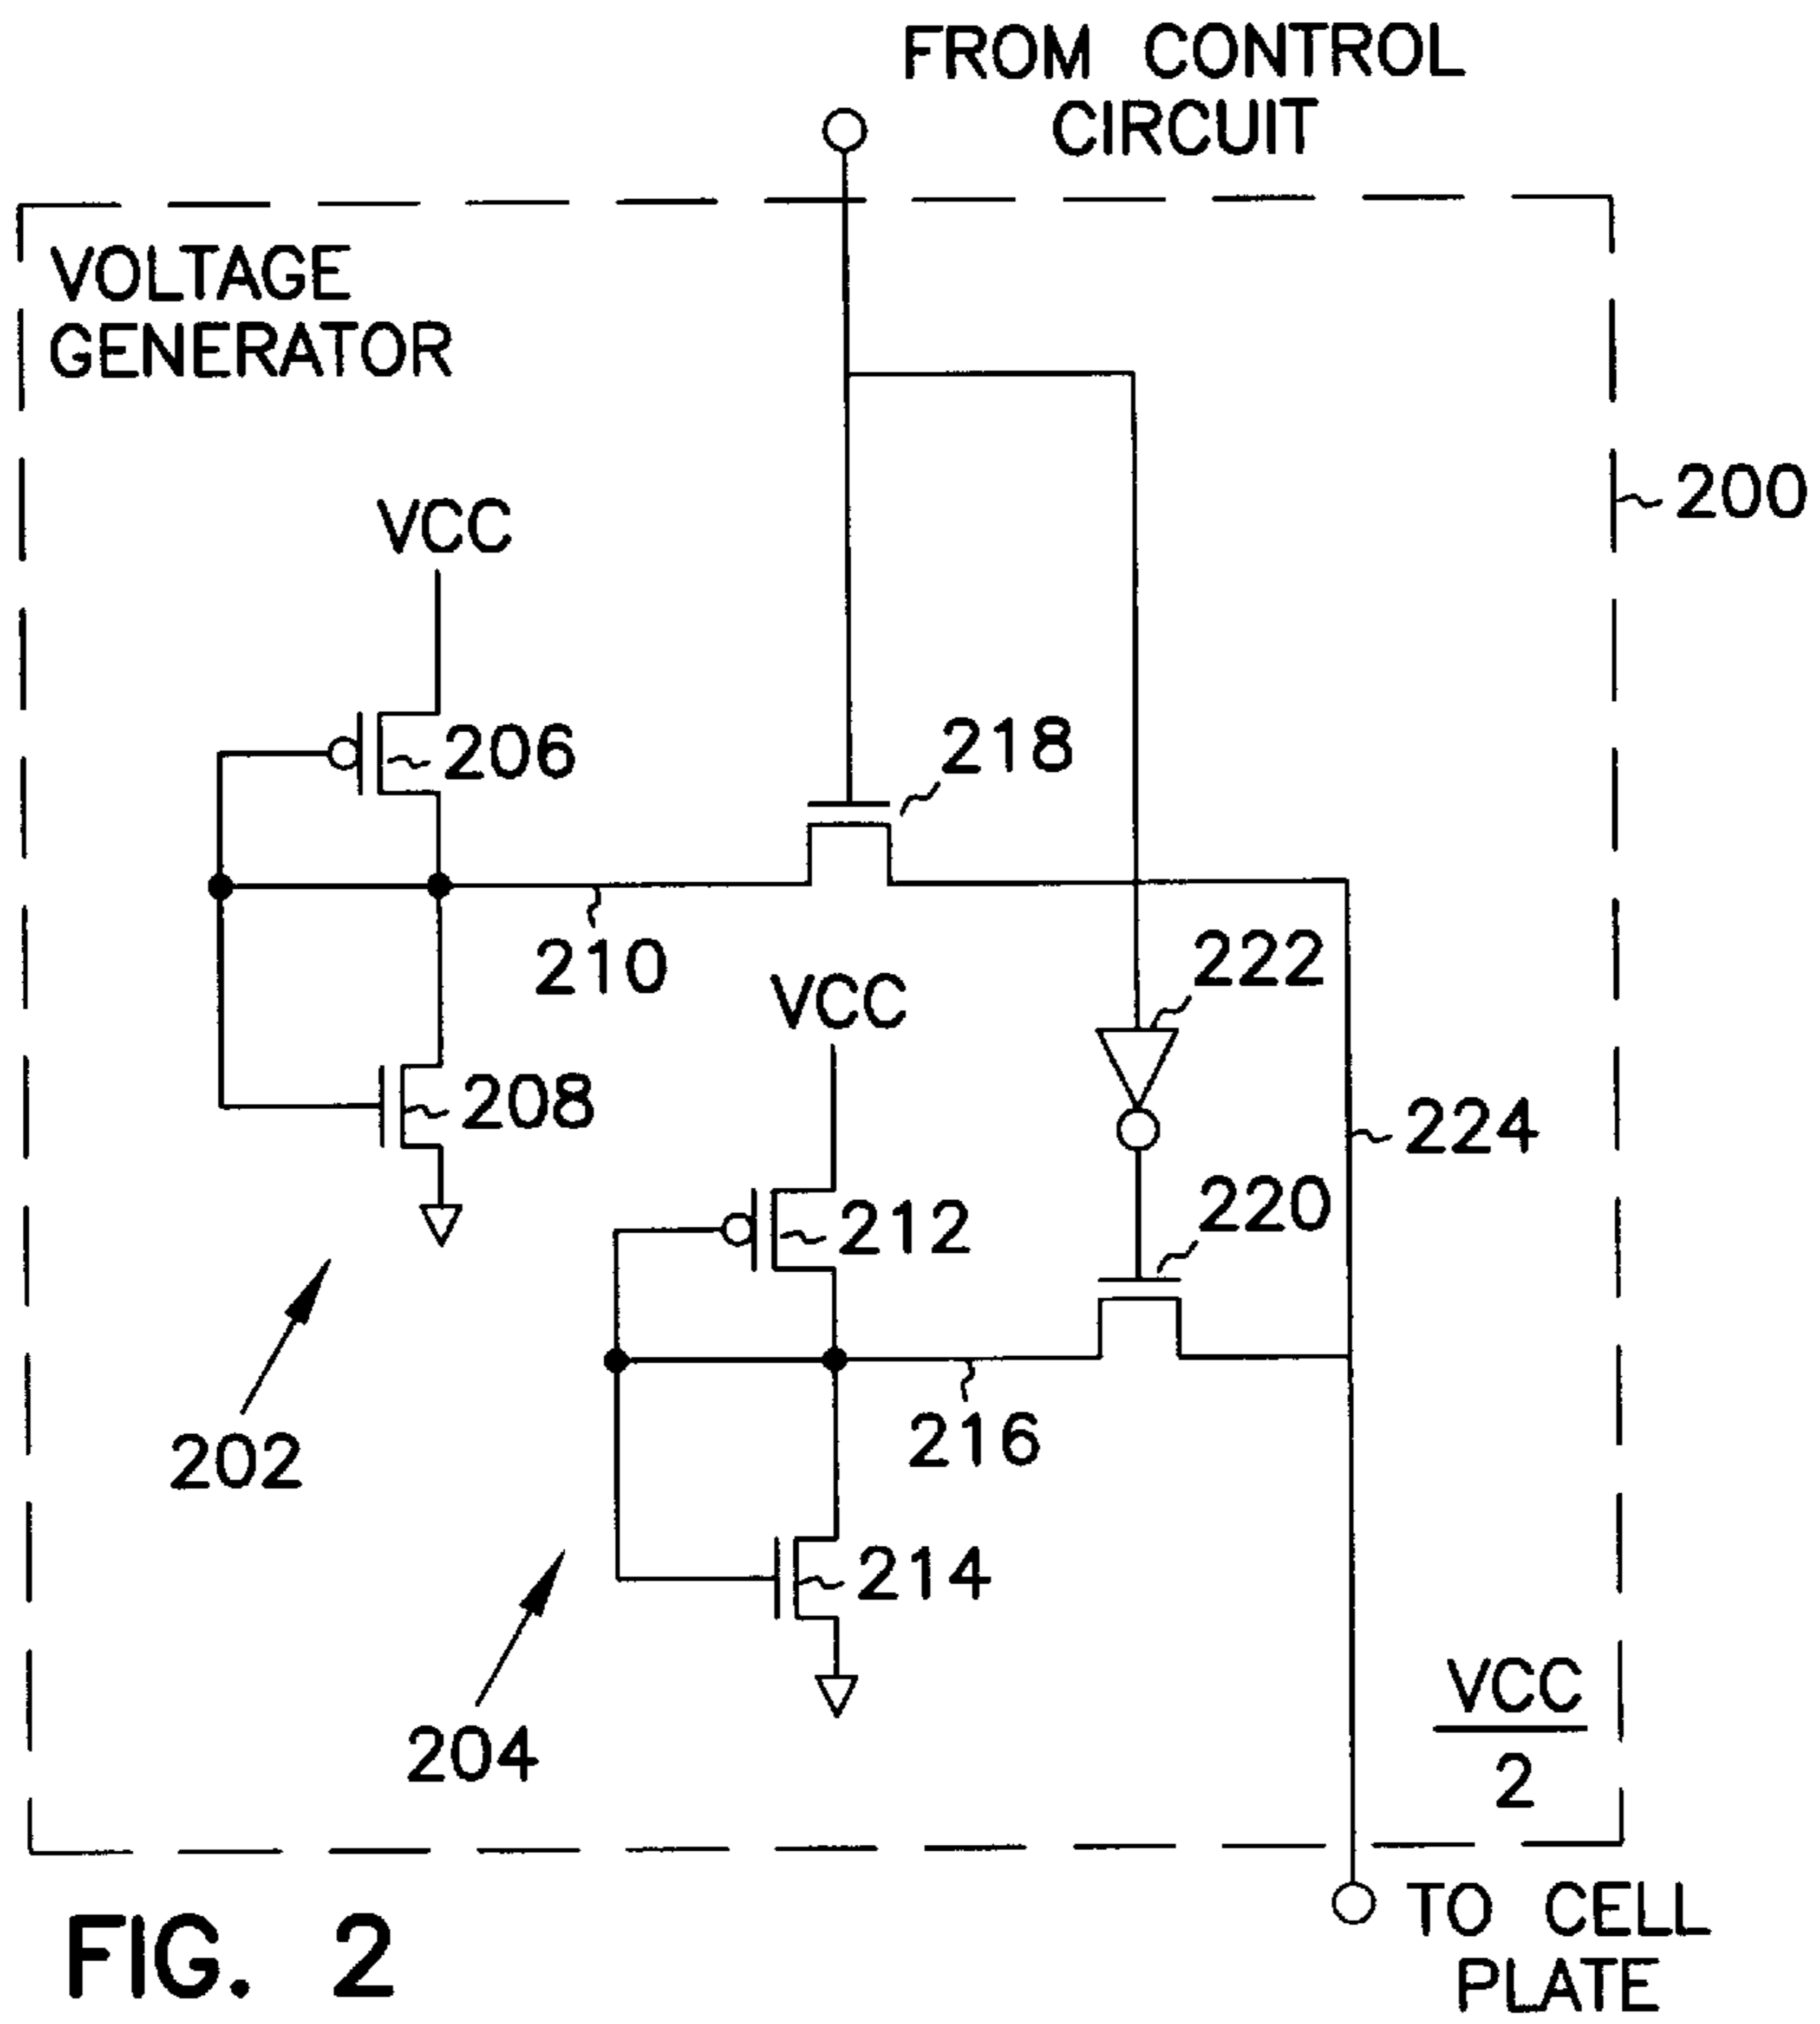 FROM CONTROL
CIRCUIT
VOLTAGE
GENERATOR
200
VCC
206
218
210
222
VCC
208
224
220
212
216
202
214
204
VCC
2
TO CELL
PLATE
FIG. 2